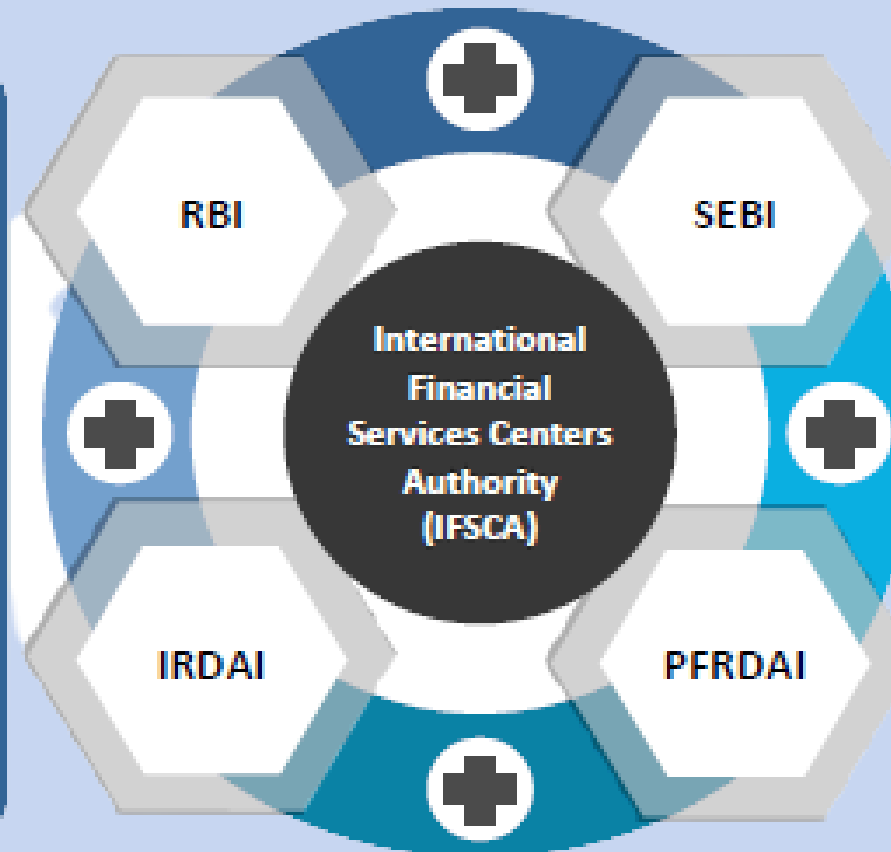 RBI
SEBI
International
Financial
Services Centers
Authority
(IFSCA)
IRDAI
PFRDAI